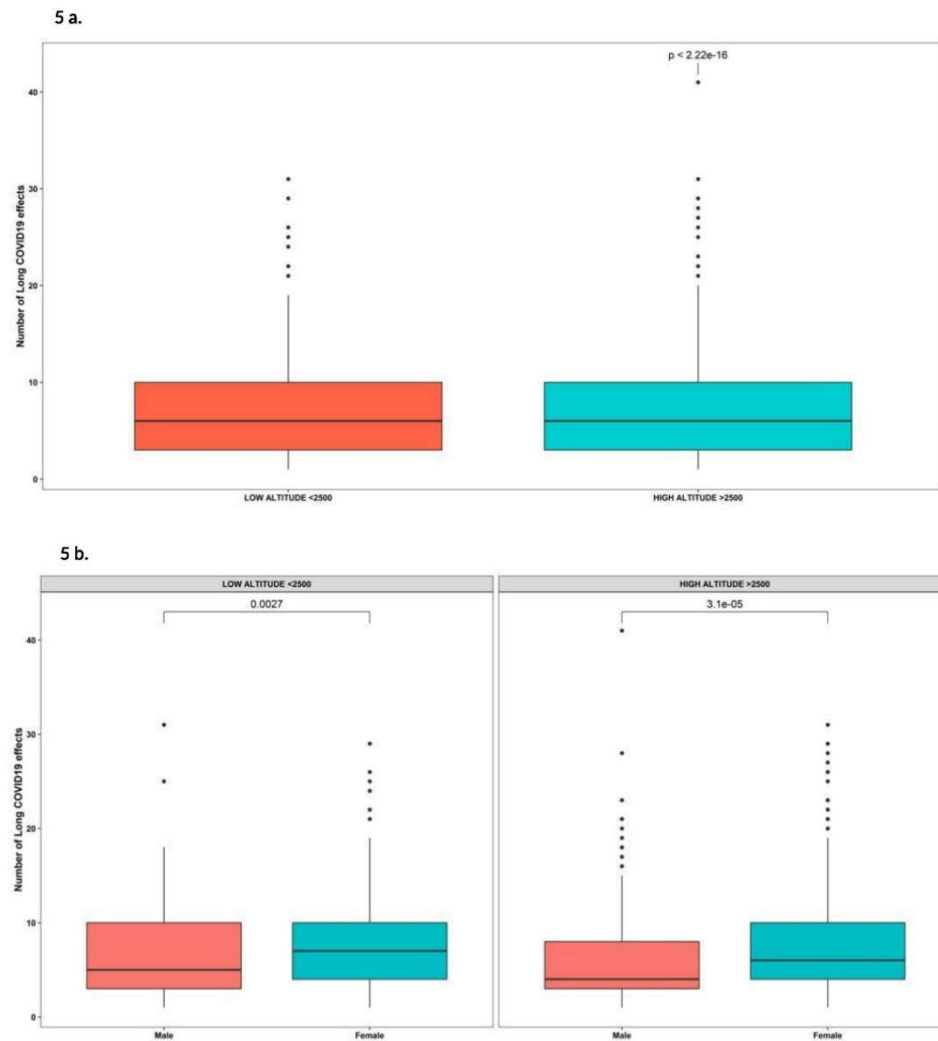 5 a.
p < 2.22e-16
Number of Long COVID19 effects
40
30
20
10
0
LOW ALTITUDE <2500 HIGH ALTITUDE >2500
5 b.
LOW ALTITUDE <2500 HIGH ALTITUDE >2500
0.0027 3.1e-05
Number of Long COVID19 effects
40
30
20
10
0
Male Female Male Female